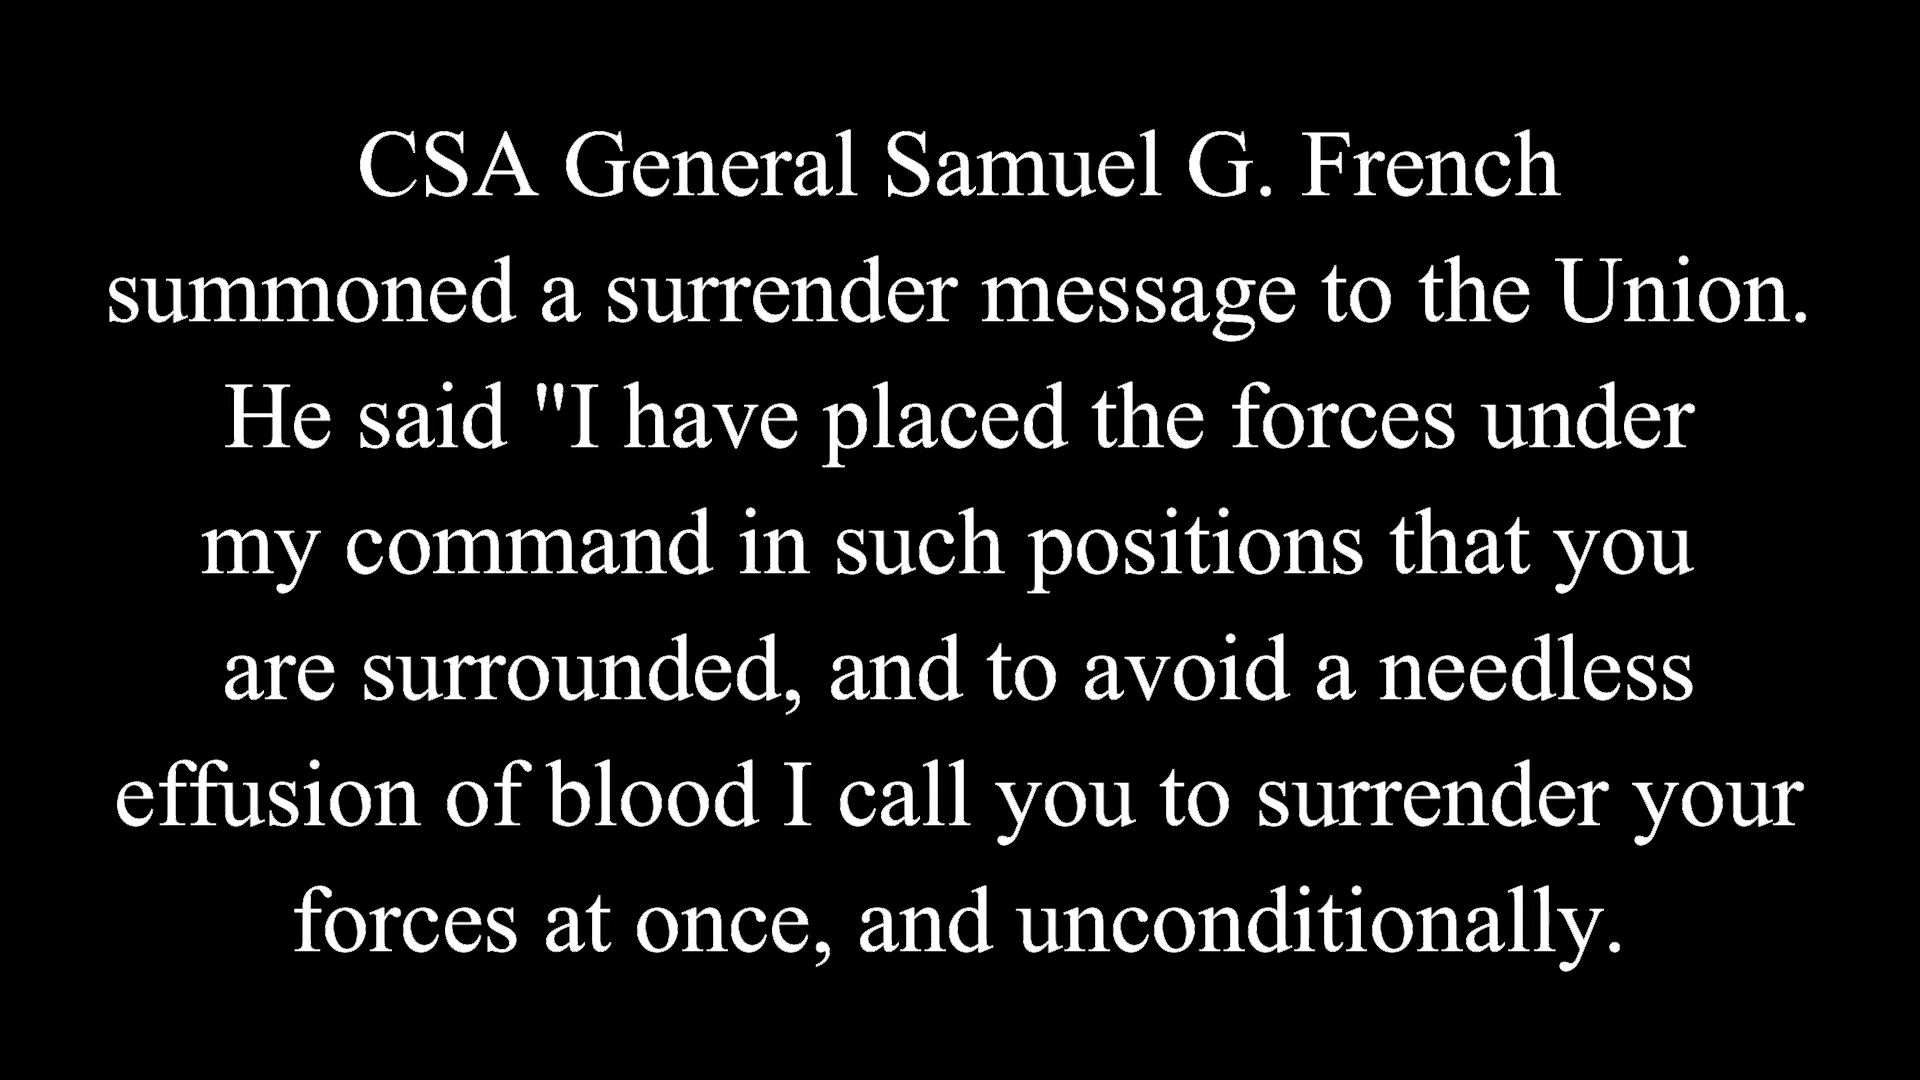 CSA General Samuel G. French
summoned a surrender message to the Union.
He said "I have placed the forces under
my command in such positions that you
are surrounded, and to avoid a needless
effusion of blood I call you to surrender your
forces at once, and unconditionally.